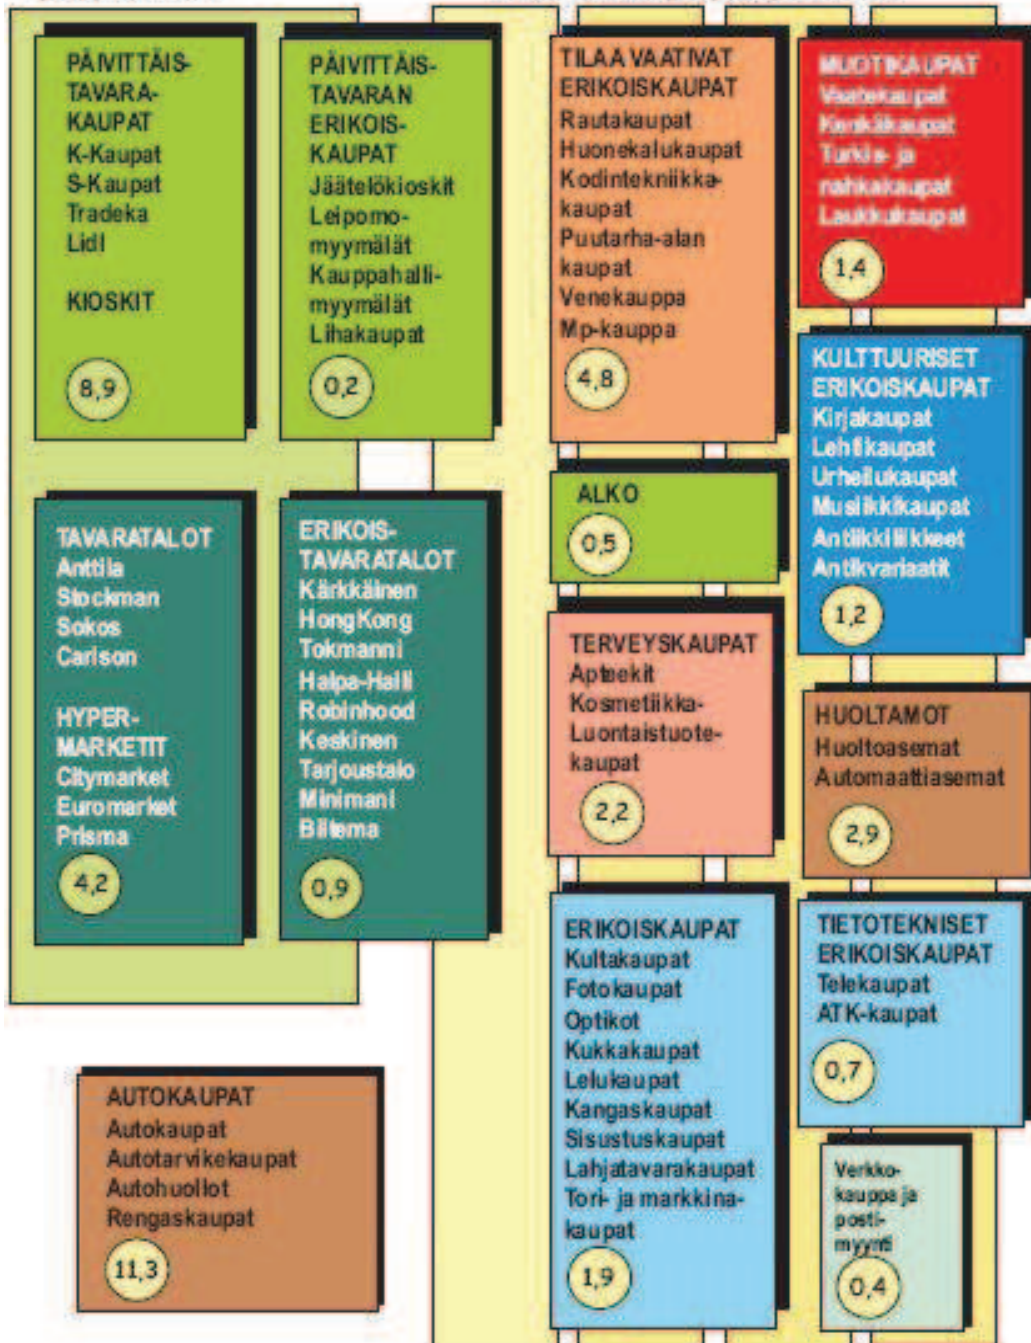 PÄIVITTÄIS-
TAVARA-
KAUPAT
K-Kaupat
S-Kaupat
Tradeka
Lidl
KIOSKIT
8,9
PÄIVITTÄIS-
TAVARAN
ERIKOIS-
KAUPAT
Jäätelökioskit
Leipomo-
myymälät
Kauppahalli-
myymälät
Lihakaupat
0,2
TAVARATALOT
Anttila
Stockman
Sokos
Carlson
HYPER-
MARKETIT
Citymarket
Euromarket
Prisma
4,2
ERIKOIS-
TAVARATALOT
Kärkkäinen
HongKong
Tokmanni
Halpa-Halli
Robinhood
Keskinen
Tarjoustalo
Minimani
Biltema
0,9
AUTOKAUPAT
Autokaupat
Autotarvikekaupat
Autohuollot
Rengaskaupat
11,3
TILAA VAATIVAT
ERIKOISKAUPAT
Rautakaupat
Huonekalukaupat
Kodintekniikka-
kaupat
Puutarha-alan
kaupat
Venekauppa
Mp-kauppa
4,8
ALKO
0,5
TERVEYSKAUPAT
Apteekit
Kosmetiikka-
Luontaistuote-
kaupat
2,2
ERIKOISKAUPAT
Kultakaupat
Fotokaupat
Optikot
Kukkakaupat
Lelukaupat
Kangaskaupat
Sisustuskaupat
Lahjatavarakaupat
Tori- ja markkina-
kaupat
1,9
MUOTIKAUPAT
Vaatekaupat
Kenkäkaupat
Turkis- ja
nahkakaupat
Laukkukaupat
1,4
KULTTUURISET
ERIKOISKAUPAT
Kirjakaupat
Lehtikaupat
Urheilukaupat
Musiikkikaupat
Antiikkiliikkeet
Antikvariaatit
1,2
HUOLTAMOT
Huoltoasemat
Automaattiasemat
2,9
TIETOTEKNISET
ERIKOISKAUPAT
Telekaupat
ATK-kaupat
0,7
Verkko-
kauppa ja
posti-
myynti
0,4